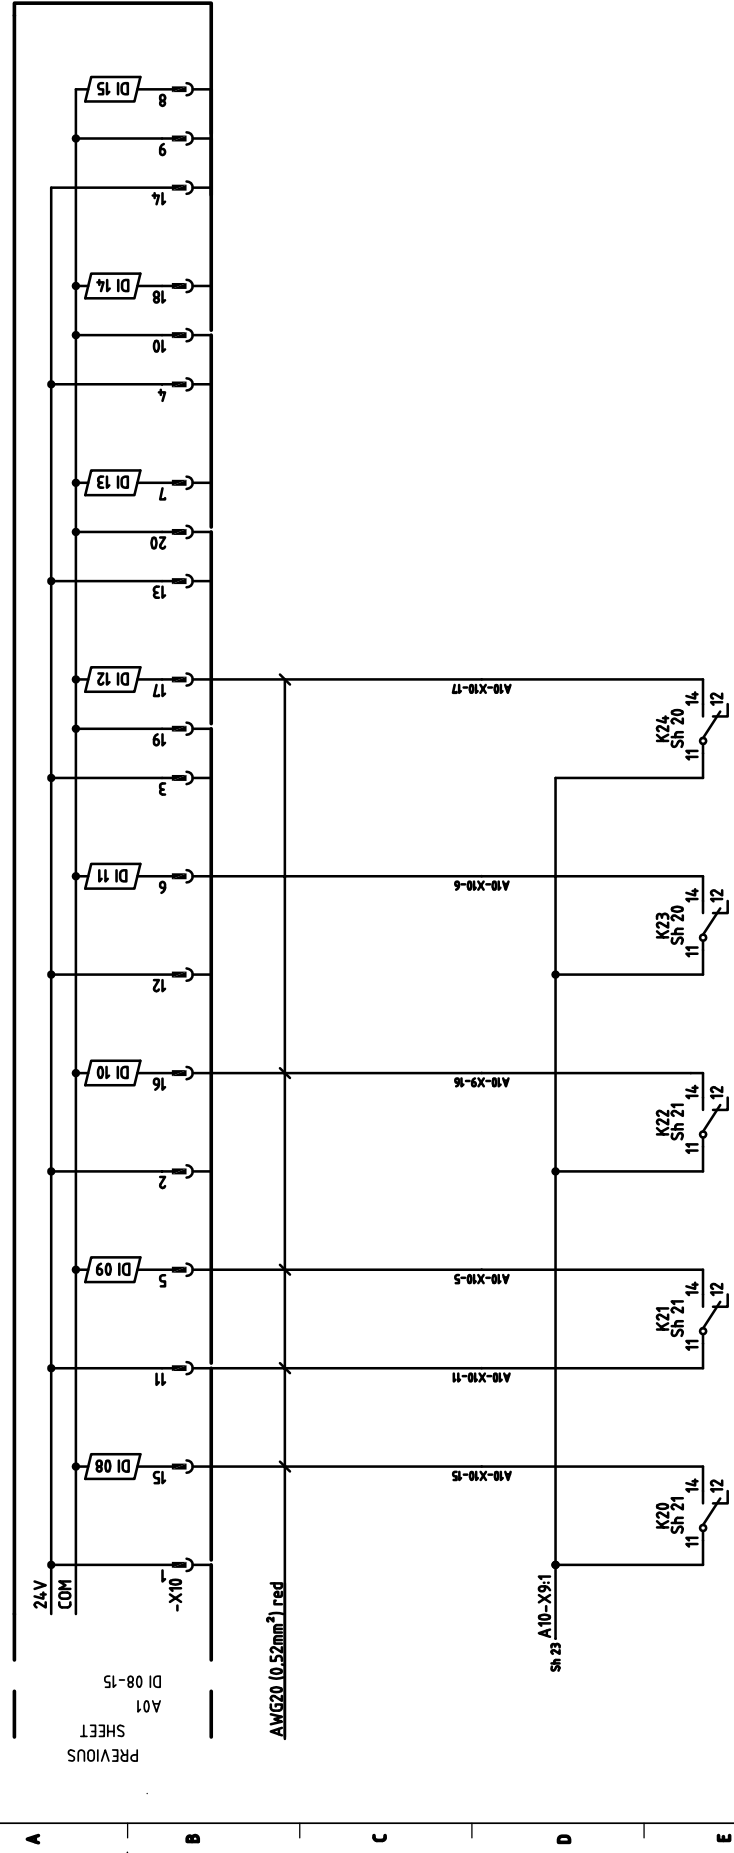 DI 15
8
9
14
DI 14
18
10
4
DI 13
7
20
13
DI 12
17
A10-X10-17
19
3
K24
Sh 20
11
14
12
DI 11
6
A10-X10-6
12
K23
Sh 20
11
14
12
DI 10
16
A10-X9-16
2
K22
Sh 21
11
14
12
DI 09
5
A10-X10-5
11
A10-X10-11
K21
Sh 21
11
14
12
DI 08
15
A10-X10-15
1
-X10
K20
Sh 21
11
14
12
24V
COM
AWG20 (0.52mm²) red
A10-X9:1
Sh 23
DI 08-15
A01
SHEET
PREVIOUS
A
B
C
D
E